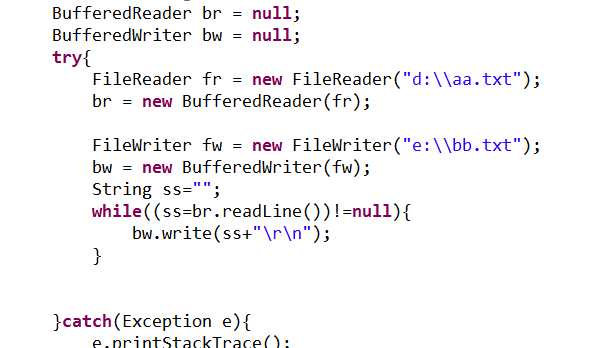 BufferedReader br = null;
BufferedWriter bw = null;
try{
FileReader fr = new FileReader("d:\\aa.txt");
br = new BufferedReader(fr);
FileWriter fw = new FileWriter("e:\\bb.txt");
bw = new BufferedWriter(fw);
String ss="";
while((ss=br.readLine())!=null){
bw.write(ss+"\r\n");
}
}catch(Exception e){
e.printStackTrace();